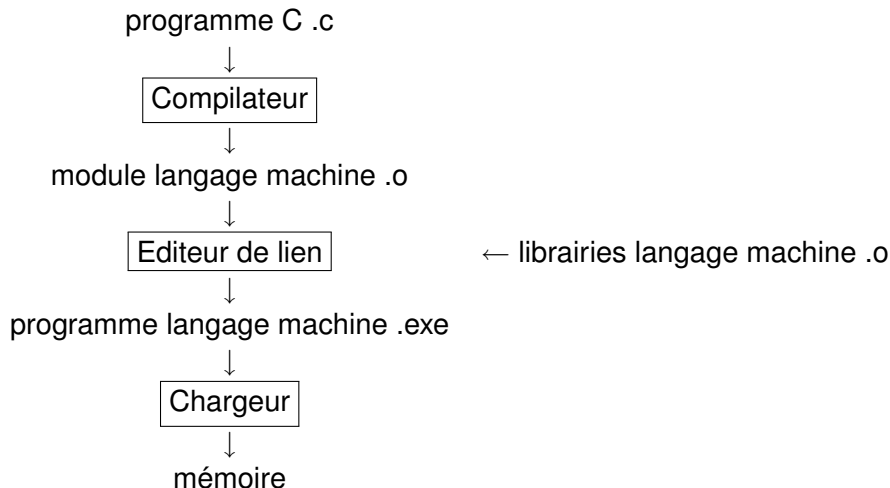 programme C .c
↓
Compilateur
↓
module langage machine .o
↓
Editeur de lien ← librairies langage machine .o
↓
programme langage machine .exe
↓
Chargeur
↓
mémoire